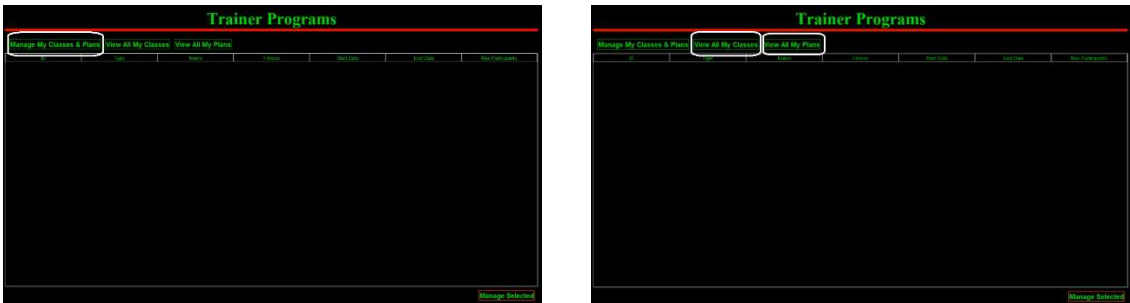 Trainer Programs
Manage My Classes & Plans View All My Classes View All My Plans
ID Type Name Fitness Start Date End Date Max Participants
Manage Selected
Trainer Programs
Manage My Classes & Plans View All My Classes View All My Plans
ID Type Name Fitness Start Date End Date Max Participants
Manage Selected